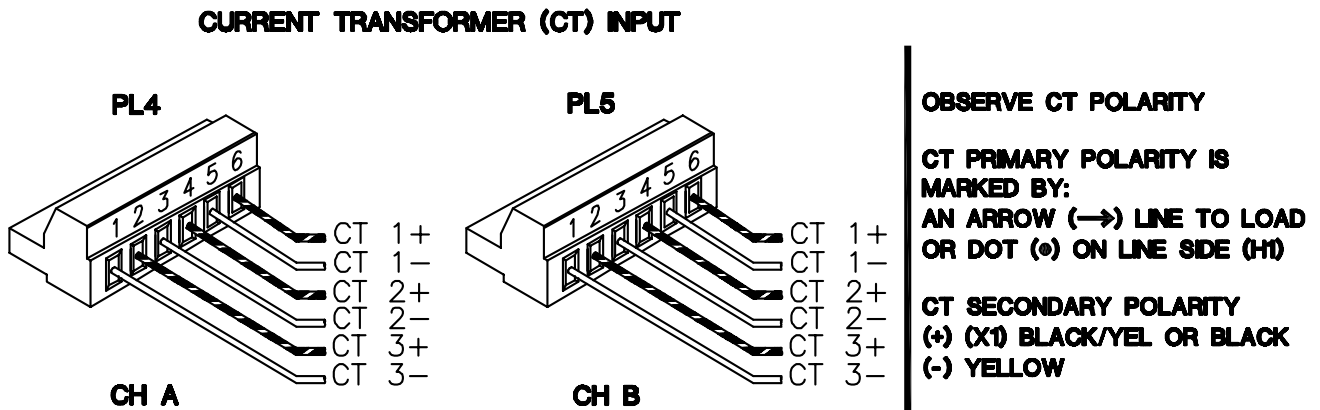 CURRENT TRANSFORMER (CT) INPUT
PL4
1 2 3 4 5 6
CT 1+
CT 1-
CT 2+
CT 2-
CT 3+
CT 3-
CH A
PL5
1 2 3 4 5 6
CT 1+
CT 1-
CT 2+
CT 2-
CT 3+
CT 3-
CH B
OBSERVE CT POLARITY
CT PRIMARY POLARITY IS
MARKED BY:
AN ARROW (→) LINE TO LOAD
OR DOT (●) ON LINE SIDE (H1)
CT SECONDARY POLARITY
(+) (X1) BLACK/YEL OR BLACK
(-) YELLOW